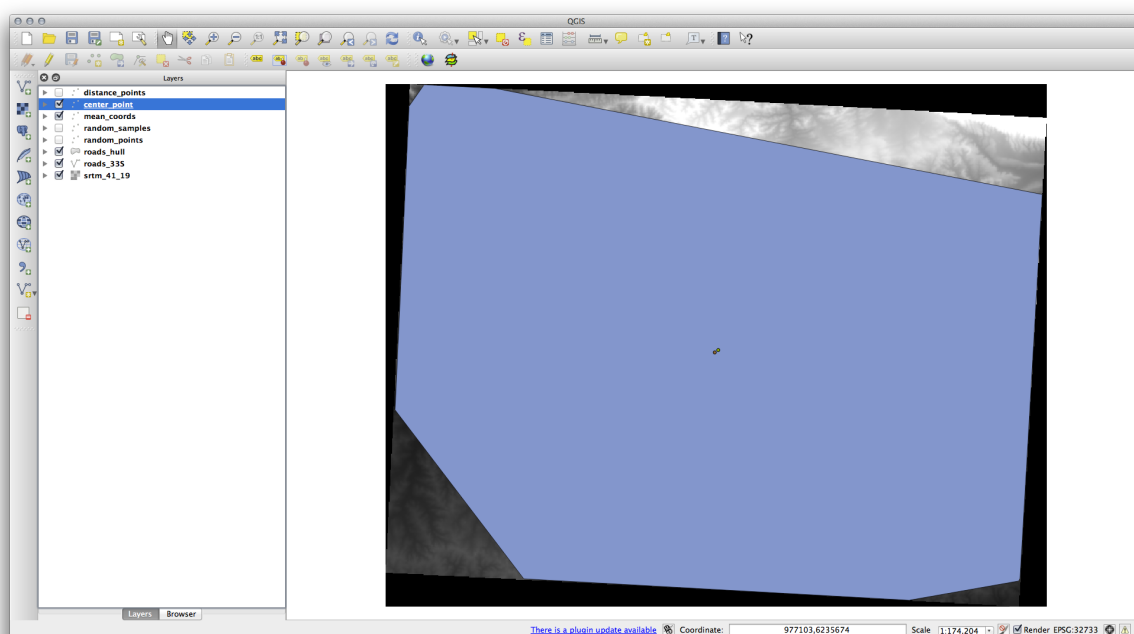 QGIS
Layers
distance_points
center_point
mean_coords
random_samples
random_points
roads_hull
roads_33S
srtm_41_19
Layers Browser
There is a plugin update available Coordinate: 977103,6235674 Scale 1:174,204 Render EPSG:32733